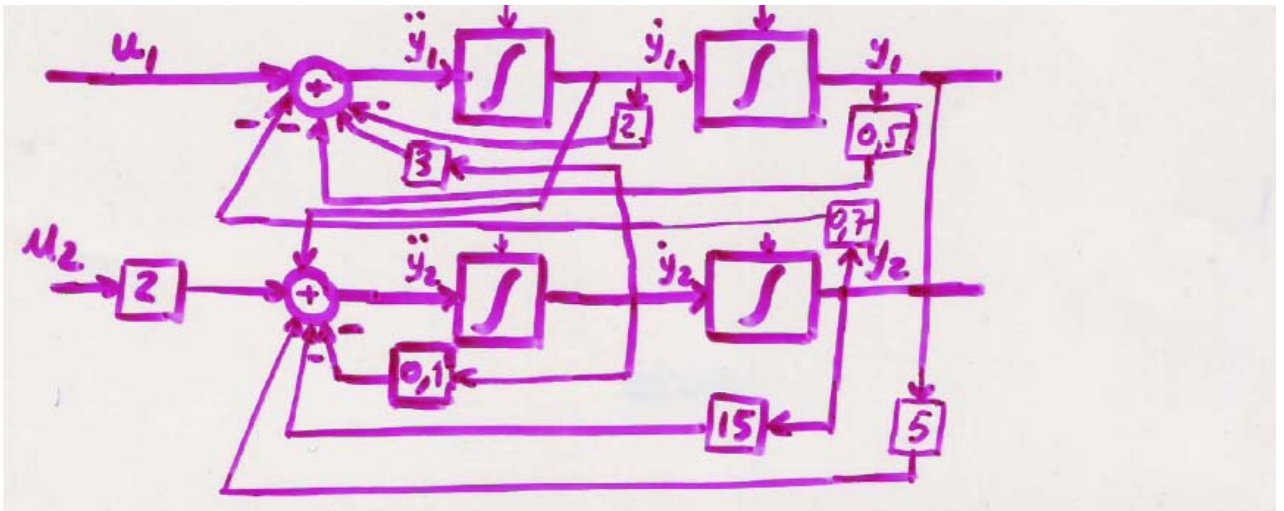 u₁ + ÿ₁ ∫ ẏ₁ ∫ y₁
- - - 2 0,5
3
0,7
u₂ 2 + ÿ₂ ∫ ẏ₂ ∫ y₂
- -
0,1
15 5